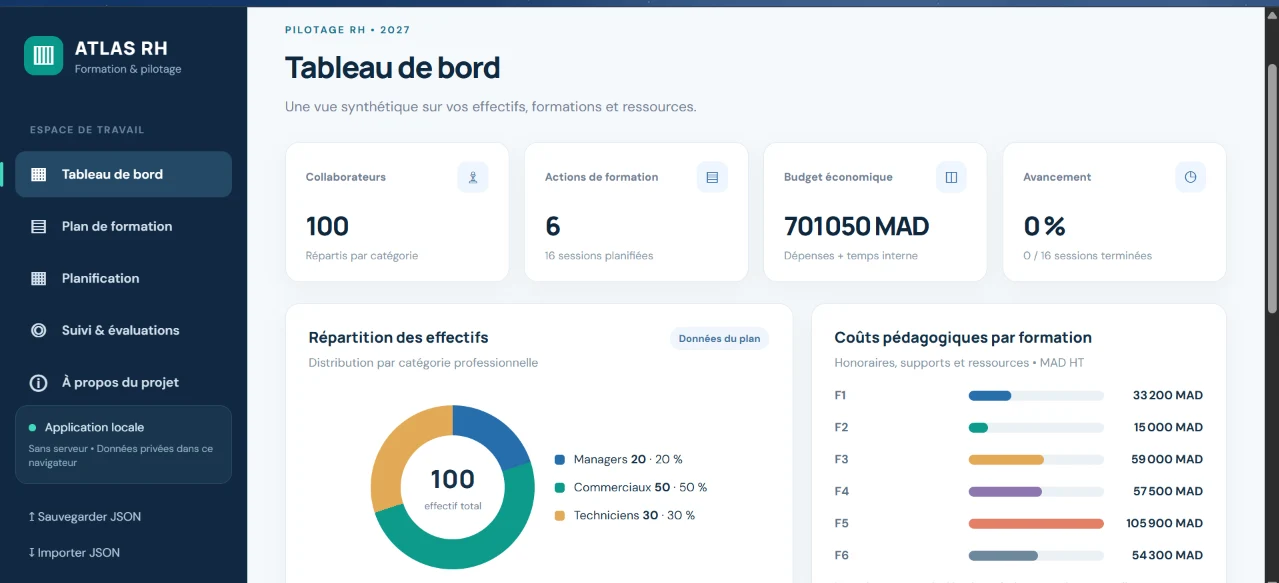 ATLAS RH
Formation & pilotage
ESPACE DE TRAVAIL
Tableau de bord
Plan de formation
Planification
Suivi & évaluations
À propos du projet
Application locale
Sans serveur • Données privées dans ce
navigateur
↥ Sauvegarder JSON
↧ Importer JSON
PILOTAGE RH • 2027
Tableau de bord
Une vue synthétique sur vos effectifs, formations et ressources.
Collaborateurs
100
Répartis par catégorie
Actions de formation
6
16 sessions planifiées
Budget économique
701 050 MAD
Dépenses + temps interne
Avancement
0 %
0 / 16 sessions terminées
Répartition des effectifs
Données du plan
Distribution par catégorie professionnelle
100
effectif total
Managers 20 · 20 %
Commerciaux 50 · 50 %
Techniciens 30 · 30 %
Coûts pédagogiques par formation
Honoraires, supports et ressources • MAD HT
F1 33 200 MAD
F2 15 000 MAD
F3 59 000 MAD
F4 57 500 MAD
F5 105 900 MAD
F6 54 300 MAD